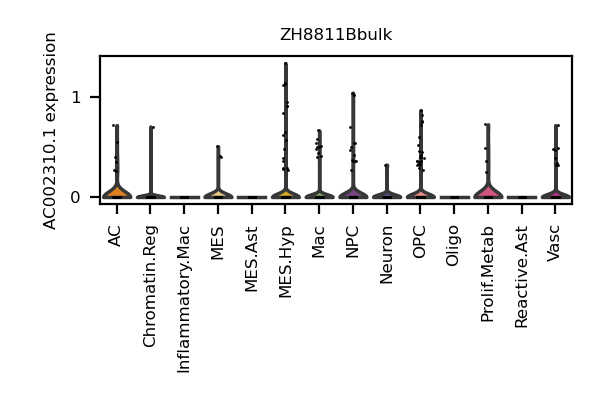 ZH8811Bbulk
AC002310.1 expression
1
0
AC
Chromatin.Reg
Inflammatory.Mac
MES
MES.Ast
MES.Hyp
Mac
NPC
Neuron
OPC
Oligo
Prolif.Metab
Reactive.Ast
Vasc